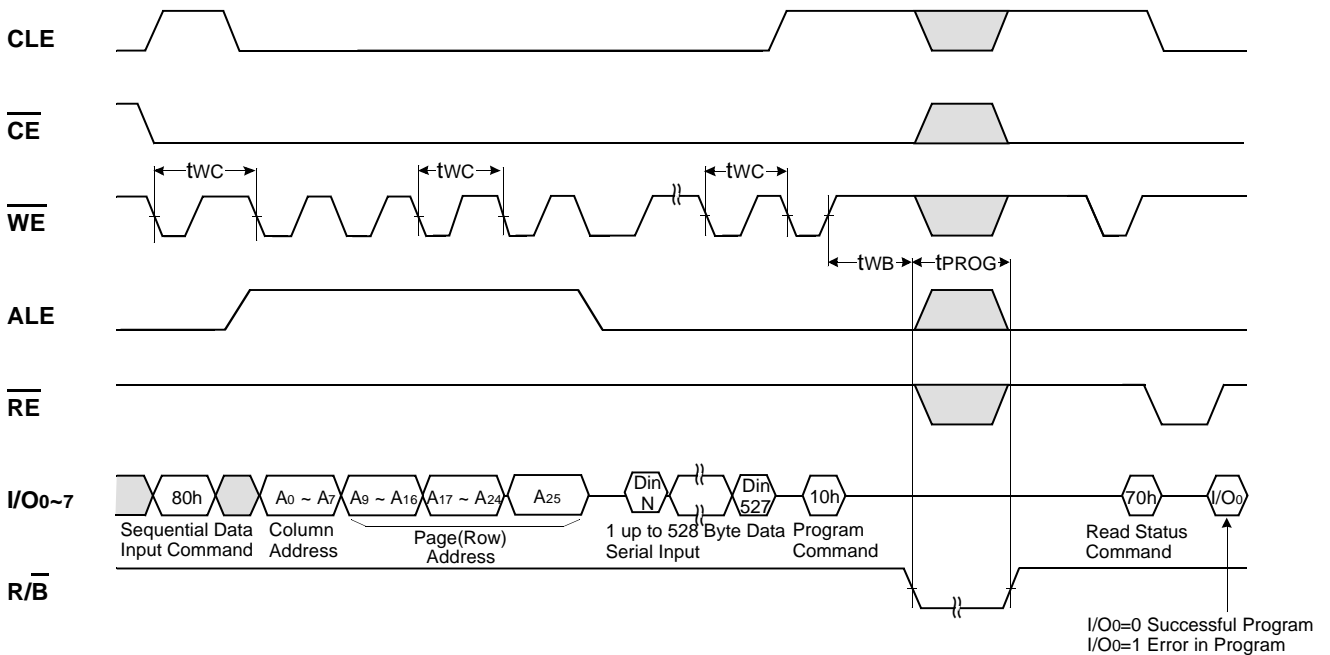 CLE
CE
tWC
tWC
tWC
WE
tWB
tPROG
ALE
RE
I/O0~7
80h
A0 ~ A7
A9 ~ A16
A17 ~ A24
A25
Din
N
Din
527
10h
70h
I/O0
Sequential Data
Input Command
Column
Address
Page(Row)
Address
1 up to 528 Byte Data
Serial Input
Program
Command
Read Status
Command
R/B
I/O0=0 Successful Program
I/O0=1 Error in Program